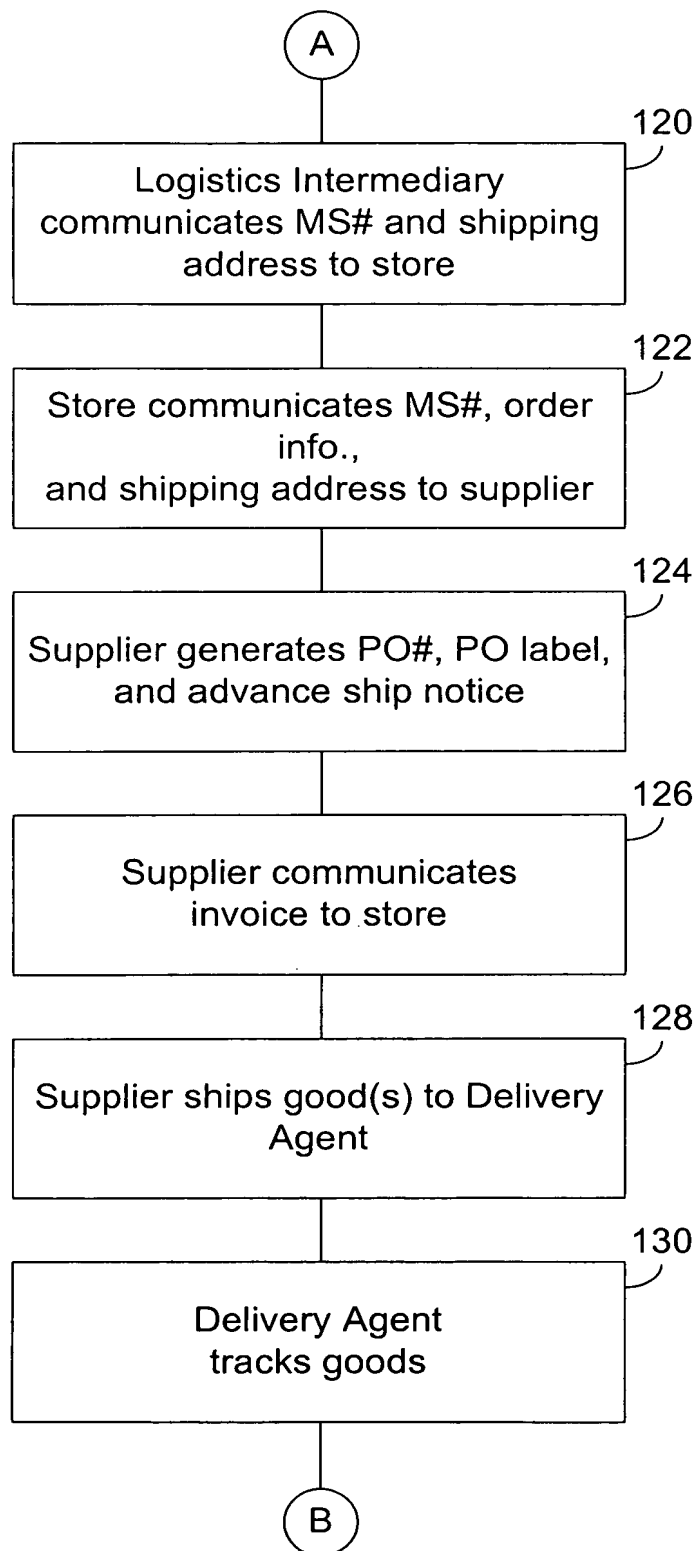 A
120
Logistics Intermediary
communicates MS# and shipping
address to store
122
Store communicates MS#, order
info.,
and shipping address to supplier
124
Supplier generates PO#, PO label,
and advance ship notice
126
Supplier communicates
invoice to store
128
Supplier ships good(s) to Delivery
Agent
130
Delivery Agent
tracks goods
B